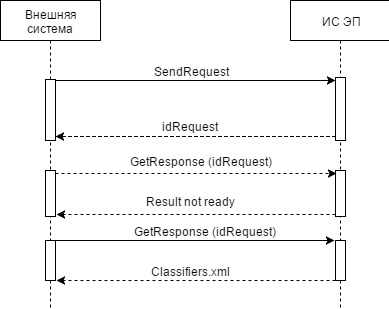 Внешняя
система
ИС ЭП
SendRequest
idRequest
GetResponse (idRequest)
Result not ready
GetResponse (idRequest)
Classifiers.xml